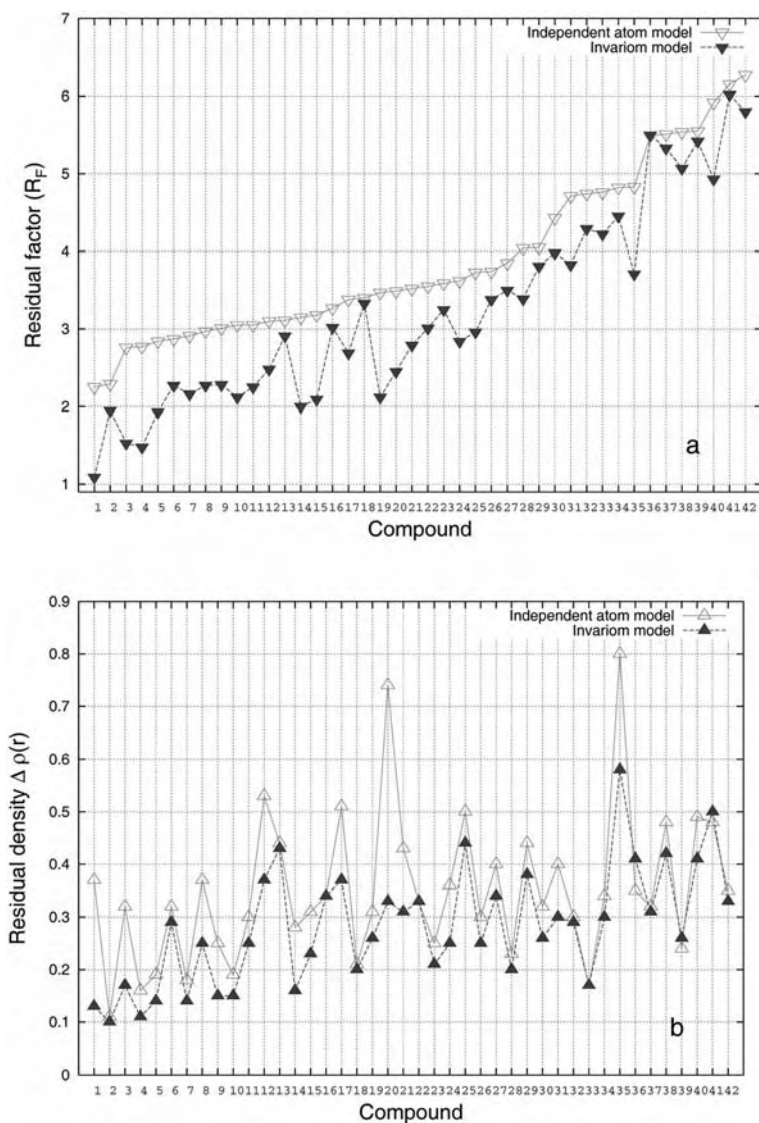 7
Independent atom model
Invariom model
6
5
4
3
2
1
Residual factor (R_F)
a
1 2 3 4 5 6 7 8 9 10 11 12 13 14 15 16 17 18 19 20 21 22 23 24 25 26 27 28 29 30 31 32 33 34 35 36 37 38 39 40 41 42
Compound
0.9
Independent atom model
Invariom model
0.8
0.7
0.6
0.5
0.4
0.3
0.2
0.1
0
Residual density Δ ρ(r)
b
1 2 3 4 5 6 7 8 9 10 11 12 13 14 15 16 17 18 19 20 21 22 23 24 25 26 27 28 29 30 31 32 33 34 35 36 37 38 39 40 41 42
Compound